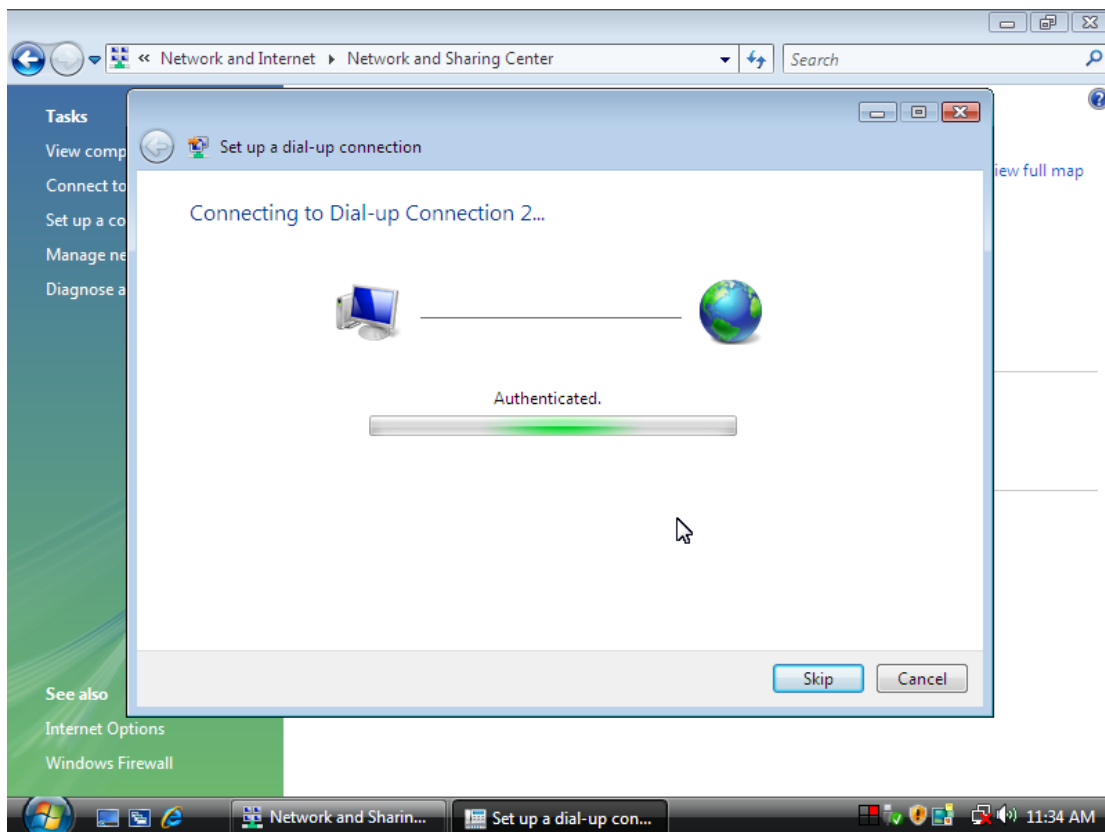 « Network and Internet ▸ Network and Sharing Center
Search
Tasks
View comp
Connect to
Set up a co
Manage ne
Diagnose a
See also
Internet Options
Windows Firewall
iew full map
Set up a dial-up connection
Connecting to Dial-up Connection 2...
Authenticated.
Skip
Cancel
Network and Sharin...
Set up a dial-up con...
11:34 AM